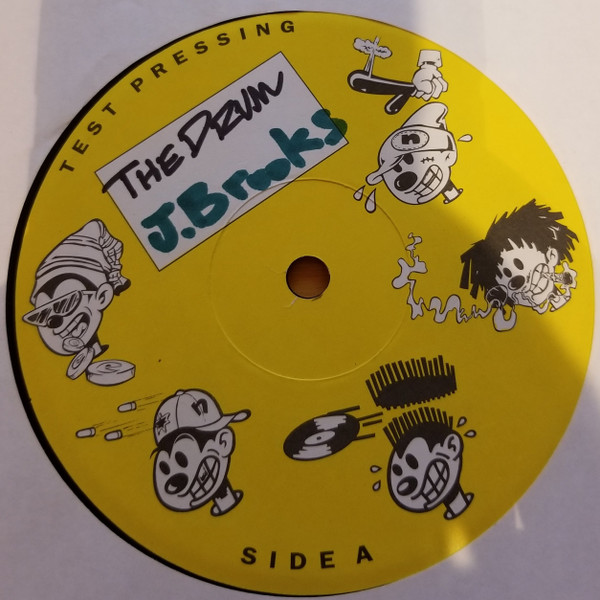 TEST PRESSING
THE DRUM
J. Brooks
n
n
SIDE A